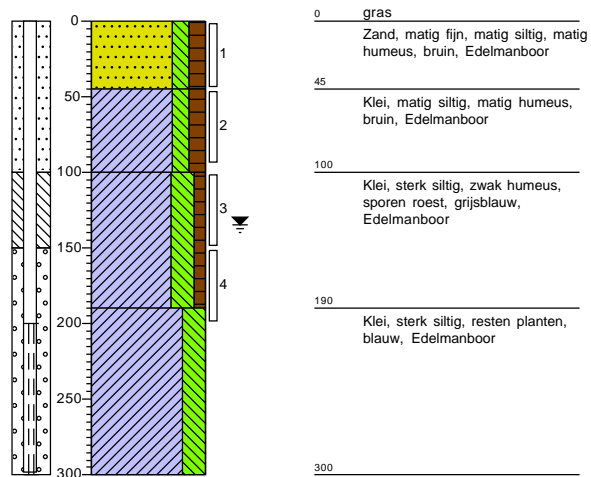 0
50
100
150
200
250
300
1
2
3
4
0
gras
Zand, matig fijn, matig siltig, matig
humeus, bruin, Edelmanboor
45
Klei, matig siltig, matig humeus,
bruin, Edelmanboor
100
Klei, sterk siltig, zwak humeus,
sporen roest, grijsblauw,
Edelmanboor
190
Klei, sterk siltig, resten planten,
blauw, Edelmanboor
300